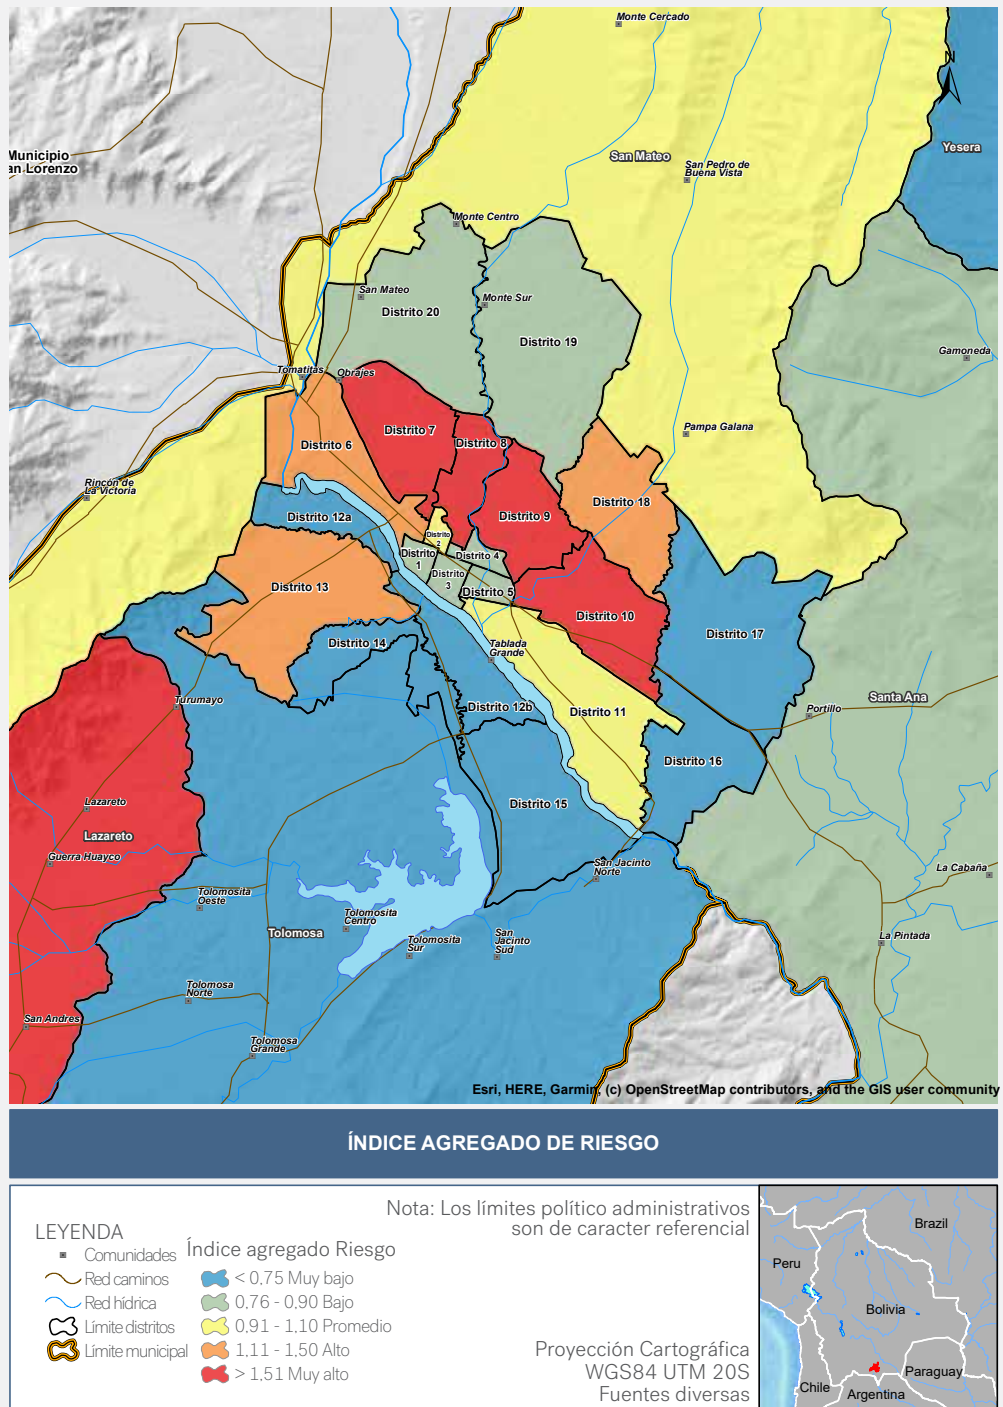 Monte Cercado
N
Yesera
Municipio
an Lorenzo
San Mateo
San Pedro de
Buena Vista
Monte Centro
San Mateo
Monte Sur
Distrito 20
Distrito 19
Gamoneda
Tomatitas
Obrajes
Distrito 7
Distrito 8
Pampa Galana
Distrito 6
Rincón de
La Victoria
Distrito 18
Distrito 12a
Distrito 9
Distrito
2
Distrito
1
Distrito 4
Distrito
3
Distrito 5
Distrito 13
Distrito 10
Distrito 17
Distrito 14
Tablada
Grande
Turumayo
Santa Ana
Distrito 12b
Distrito 11
Portillo
Distrito 16
Lazareto
Distrito 15
Lazareto
Guerra Huayco
San Jacinto
Norte
La Cabaña
Tolomosita
Oeste
Tolomosita
Centro
Tolomosa
Tolomosita
Sur
San
Jacinto
Sud
La Pintada
Tolomosa
Norte
San Andres
Tolomosa
Grande
Esri, HERE, Garmin, (c) OpenStreetMap contributors, and the GIS user community
ÍNDICE AGREGADO DE RIESGO
Nota: Los límites político administrativos
son de caracter referencial
LEYENDA
Comunidades
Red caminos
Red hídrica
Límite distritos
Límite municipal
Índice agregado Riesgo
< 0,75 Muy bajo
0,76 - 0,90 Bajo
0,91 - 1,10 Promedio
1,11 - 1,50 Alto
> 1,51 Muy alto
Proyección Cartográfica
WGS84 UTM 20S
Fuentes diversas
Brazil
Peru
Bolivia
Paraguay
Chile
Argentina